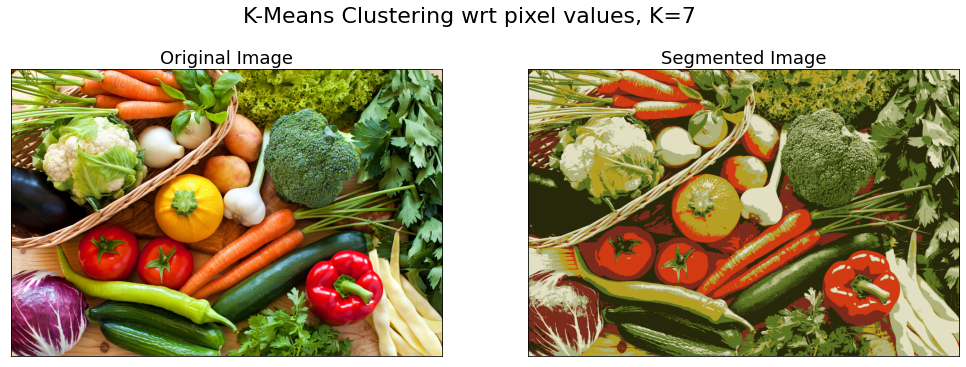 K-Means Clustering wrt pixel values, K=7
Original Image
Segmented Image